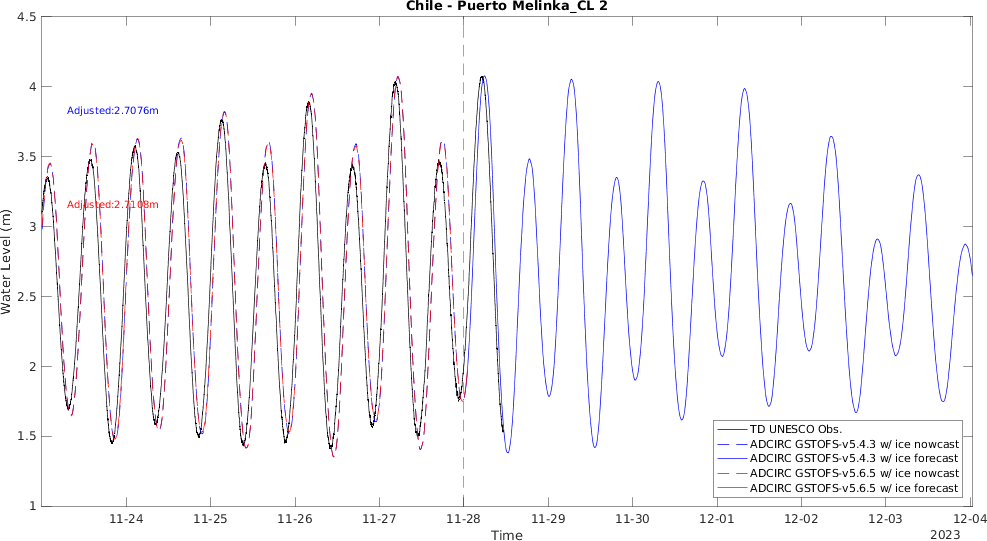 Chile - Puerto Melinka_CL 2
4.5
4
3.5
3
2.5
2
1.5
1
Water Level (m)
Adjusted:2.7076m
Adjusted:2.7108m
TD UNESCO Obs.
ADCIRC GSTOFS-v5.4.3 w/ ice nowcast
ADCIRC GSTOFS-v5.4.3 w/ ice forecast
ADCIRC GSTOFS-v5.6.5 w/ ice nowcast
ADCIRC GSTOFS-v5.6.5 w/ ice forecast
11-24 11-25 11-26 11-27 11-28 11-29 11-30 12-01 12-02 12-03 12-04
Time
2023